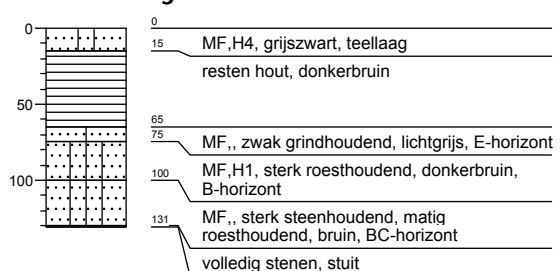 0
0
15
MF,H4, grijszwart, teellaag
resten hout, donkerbruin
50
65
75
MF,, zwak grindhoudend, lichtgrijs, E-horizont
100
100
MF,H1, sterk roesthoudend, donkerbruin,
B-horizont
131
MF,, sterk steenhoudend, matig
roesthoudend, bruin, BC-horizont
volledig stenen, stuit